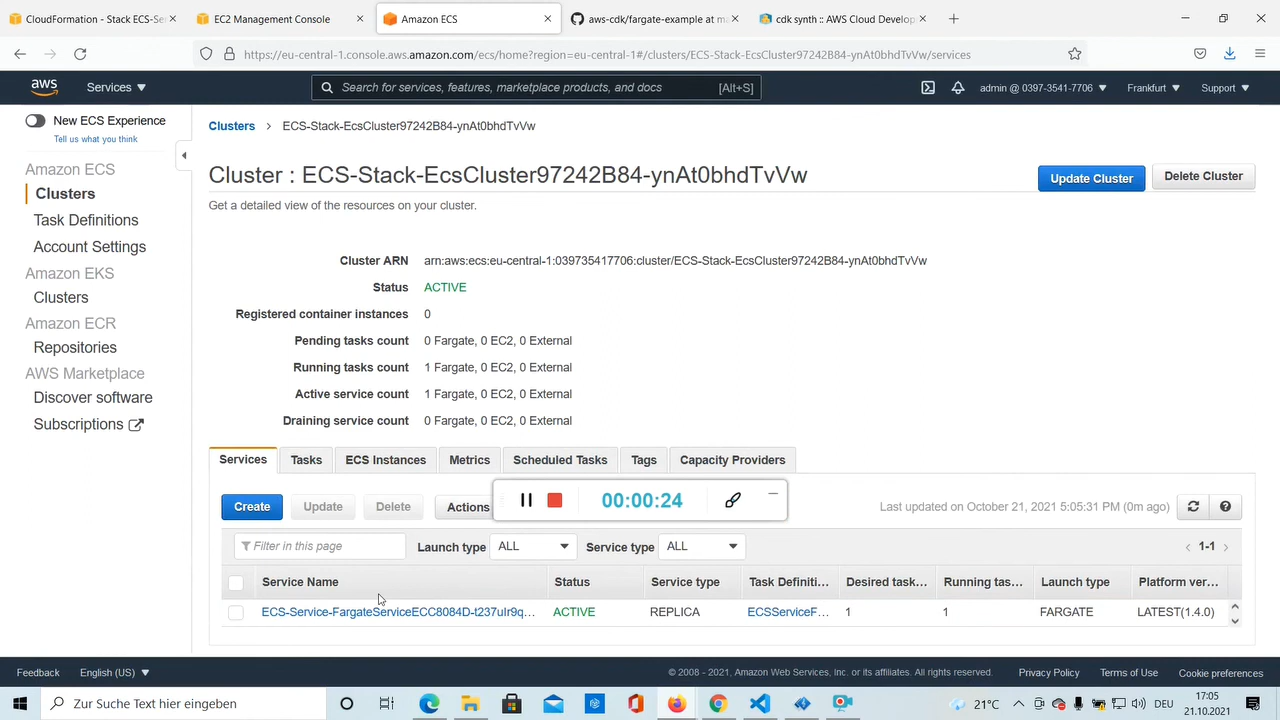 CloudFormation - Stack ECS-Ser
EC2 Management Console
Amazon ECS
aws-cdk/fargate-example at m
cdk synth :: AWS Cloud Develop
https://eu-central-1.console.aws.amazon.com/ecs/home?region=eu-central-1#/clusters/ECS-Stack-EcsCluster97242B84-ynAt0bhdTvVw/services
aws
Services
Search for services, features, marketplace products, and docs
[Alt+S]
admin @ 0397-3541-7706
Frankfurt
Support
New ECS Experience
Tell us what you think
Amazon ECS
Clusters
Task Definitions
Account Settings
Amazon EKS
Clusters
Amazon ECR
Repositories
AWS Marketplace
Discover software
Subscriptions
Clusters > ECS-Stack-EcsCluster97242B84-ynAt0bhdTvVw
Cluster : ECS-Stack-EcsCluster97242B84-ynAt0bhdTvVw
Update Cluster
Delete Cluster
Get a detailed view of the resources on your cluster.
Cluster ARN arn:aws:ecs:eu-central-1:039735417706:cluster/ECS-Stack-EcsCluster97242B84-ynAt0bhdTvVw
Status ACTIVE
Registered container instances 0
Pending tasks count 0 Fargate, 0 EC2, 0 External
Running tasks count 1 Fargate, 0 EC2, 0 External
Active service count 1 Fargate, 0 EC2, 0 External
Draining service count 0 Fargate, 0 EC2, 0 External
Services Tasks ECS Instances Metrics Scheduled Tasks Tags Capacity Providers
Create Update Delete Actions
00:00:24
Last updated on October 21, 2021 5:05:31 PM (0m ago)
Filter in this page
Launch type ALL
Service type ALL
1-1
Service Name Status Service type Task Definiti... Desired task... Running tas... Launch type Platform ver...
ECS-Service-FargateServiceECC8084D-t237uIr9q... ACTIVE REPLICA ECSServiceF... 1 1 FARGATE LATEST(1.4.0)
Feedback
English (US)
© 2008 - 2021, Amazon Web Services, Inc. or its affiliates. All rights reserved.
Privacy Policy
Terms of Use
Cookie preferences
Zur Suche Text hier eingeben
21°C
DEU
17:05
21.10.2021